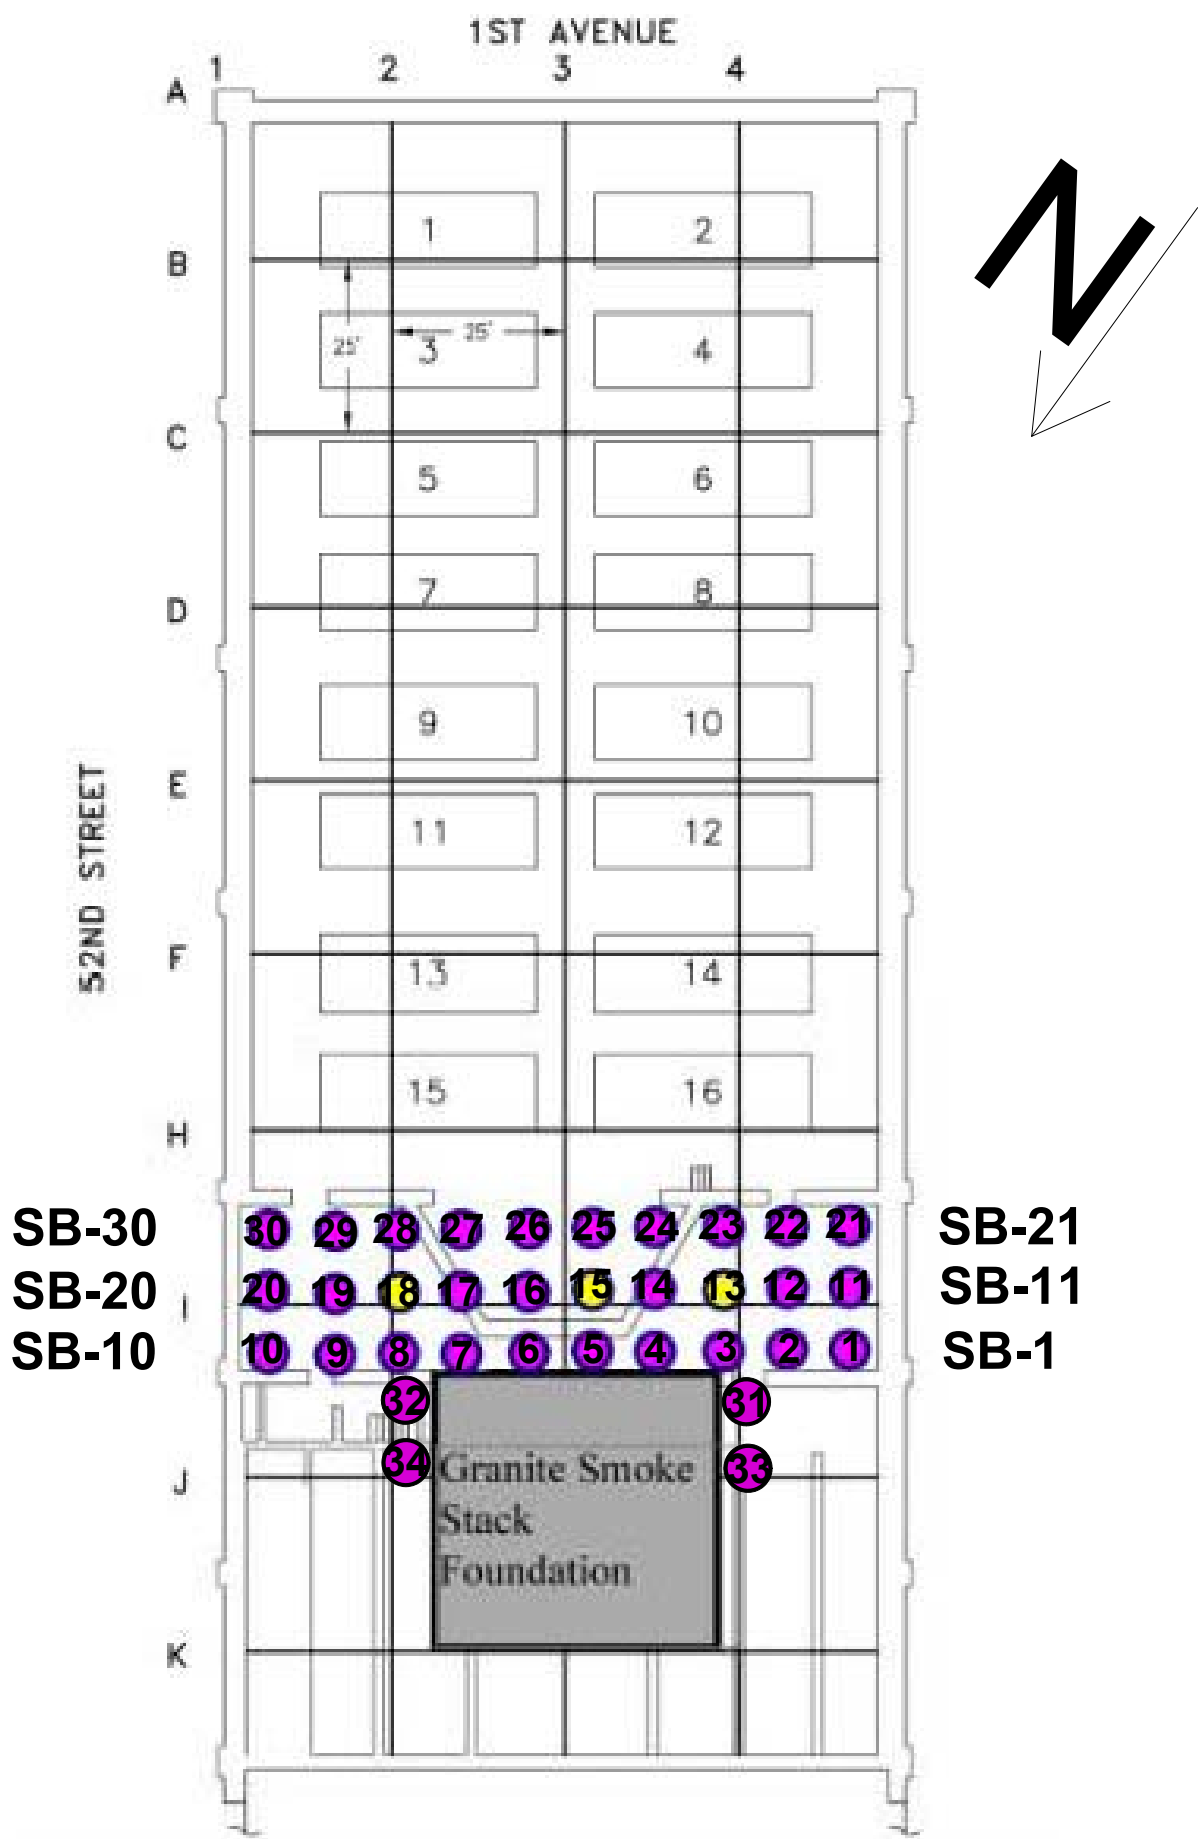 1ST AVENUE
1 2 3 4
A
N
1 2
B
25'
25'
3 4
C
5 6
7 8
D
9 10
52ND STREET
E
11 12
F
13 14
15 16
H
SB-30 30 29 28 27 26 25 24 23 22 21 SB-21
SB-20 20 19 18 17 16 15 14 13 12 11 SB-11
I
SB-10 10 9 8 7 6 5 4 3 2 1 SB-1
32 31
34 33
J
Granite Smoke
Stack
Foundation
K